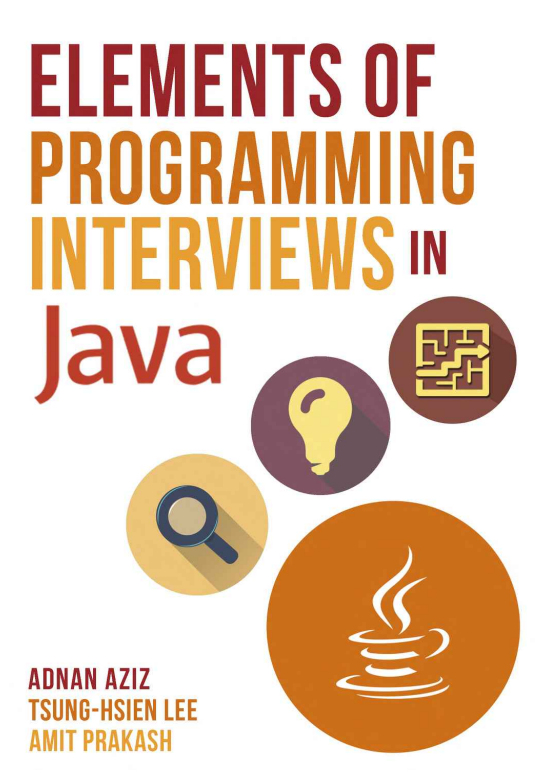 ELEMENTS OF
PROGRAMMING
INTERVIEWS IN
Java
ADNAN AZIZ
TSUNG-HSIEN LEE
AMIT PRAKASH